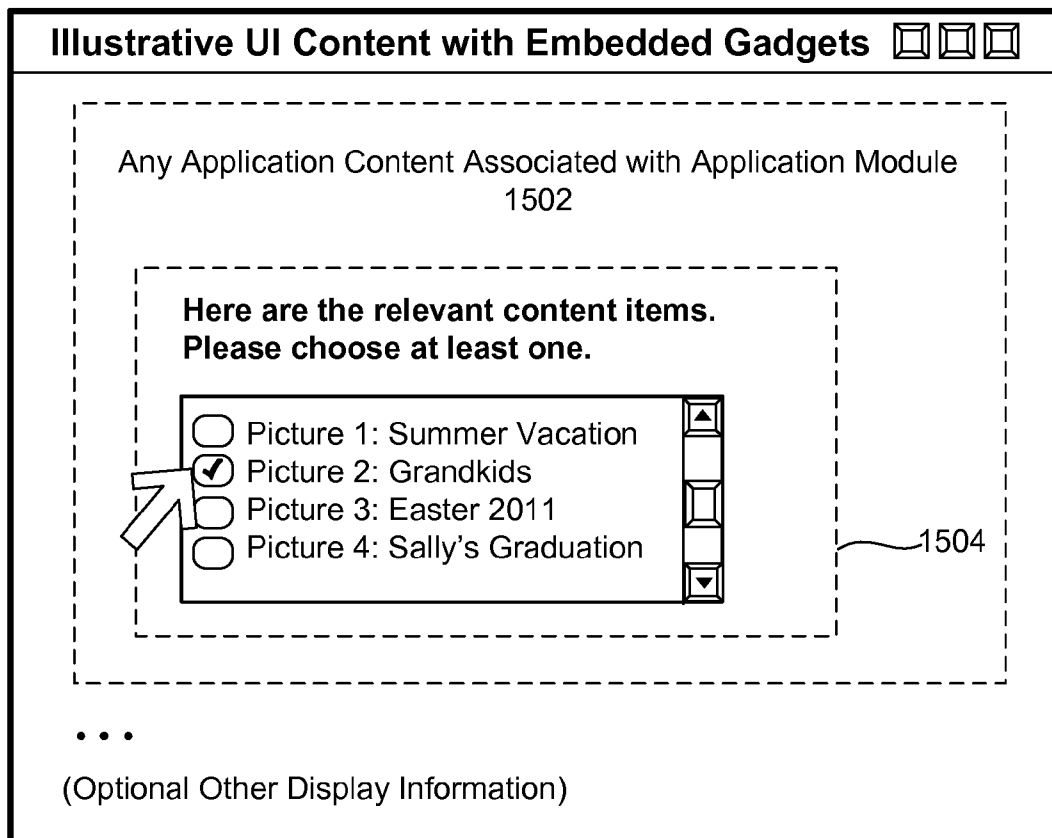 Illustrative UI Content with Embedded Gadgets
Any Application Content Associated with Application Module
1502
Here are the relevant content items.
Please choose at least one.
Picture 1: Summer Vacation
Picture 2: Grandkids
Picture 3: Easter 2011
Picture 4: Sally's Graduation
1504
• • •
(Optional Other Display Information)